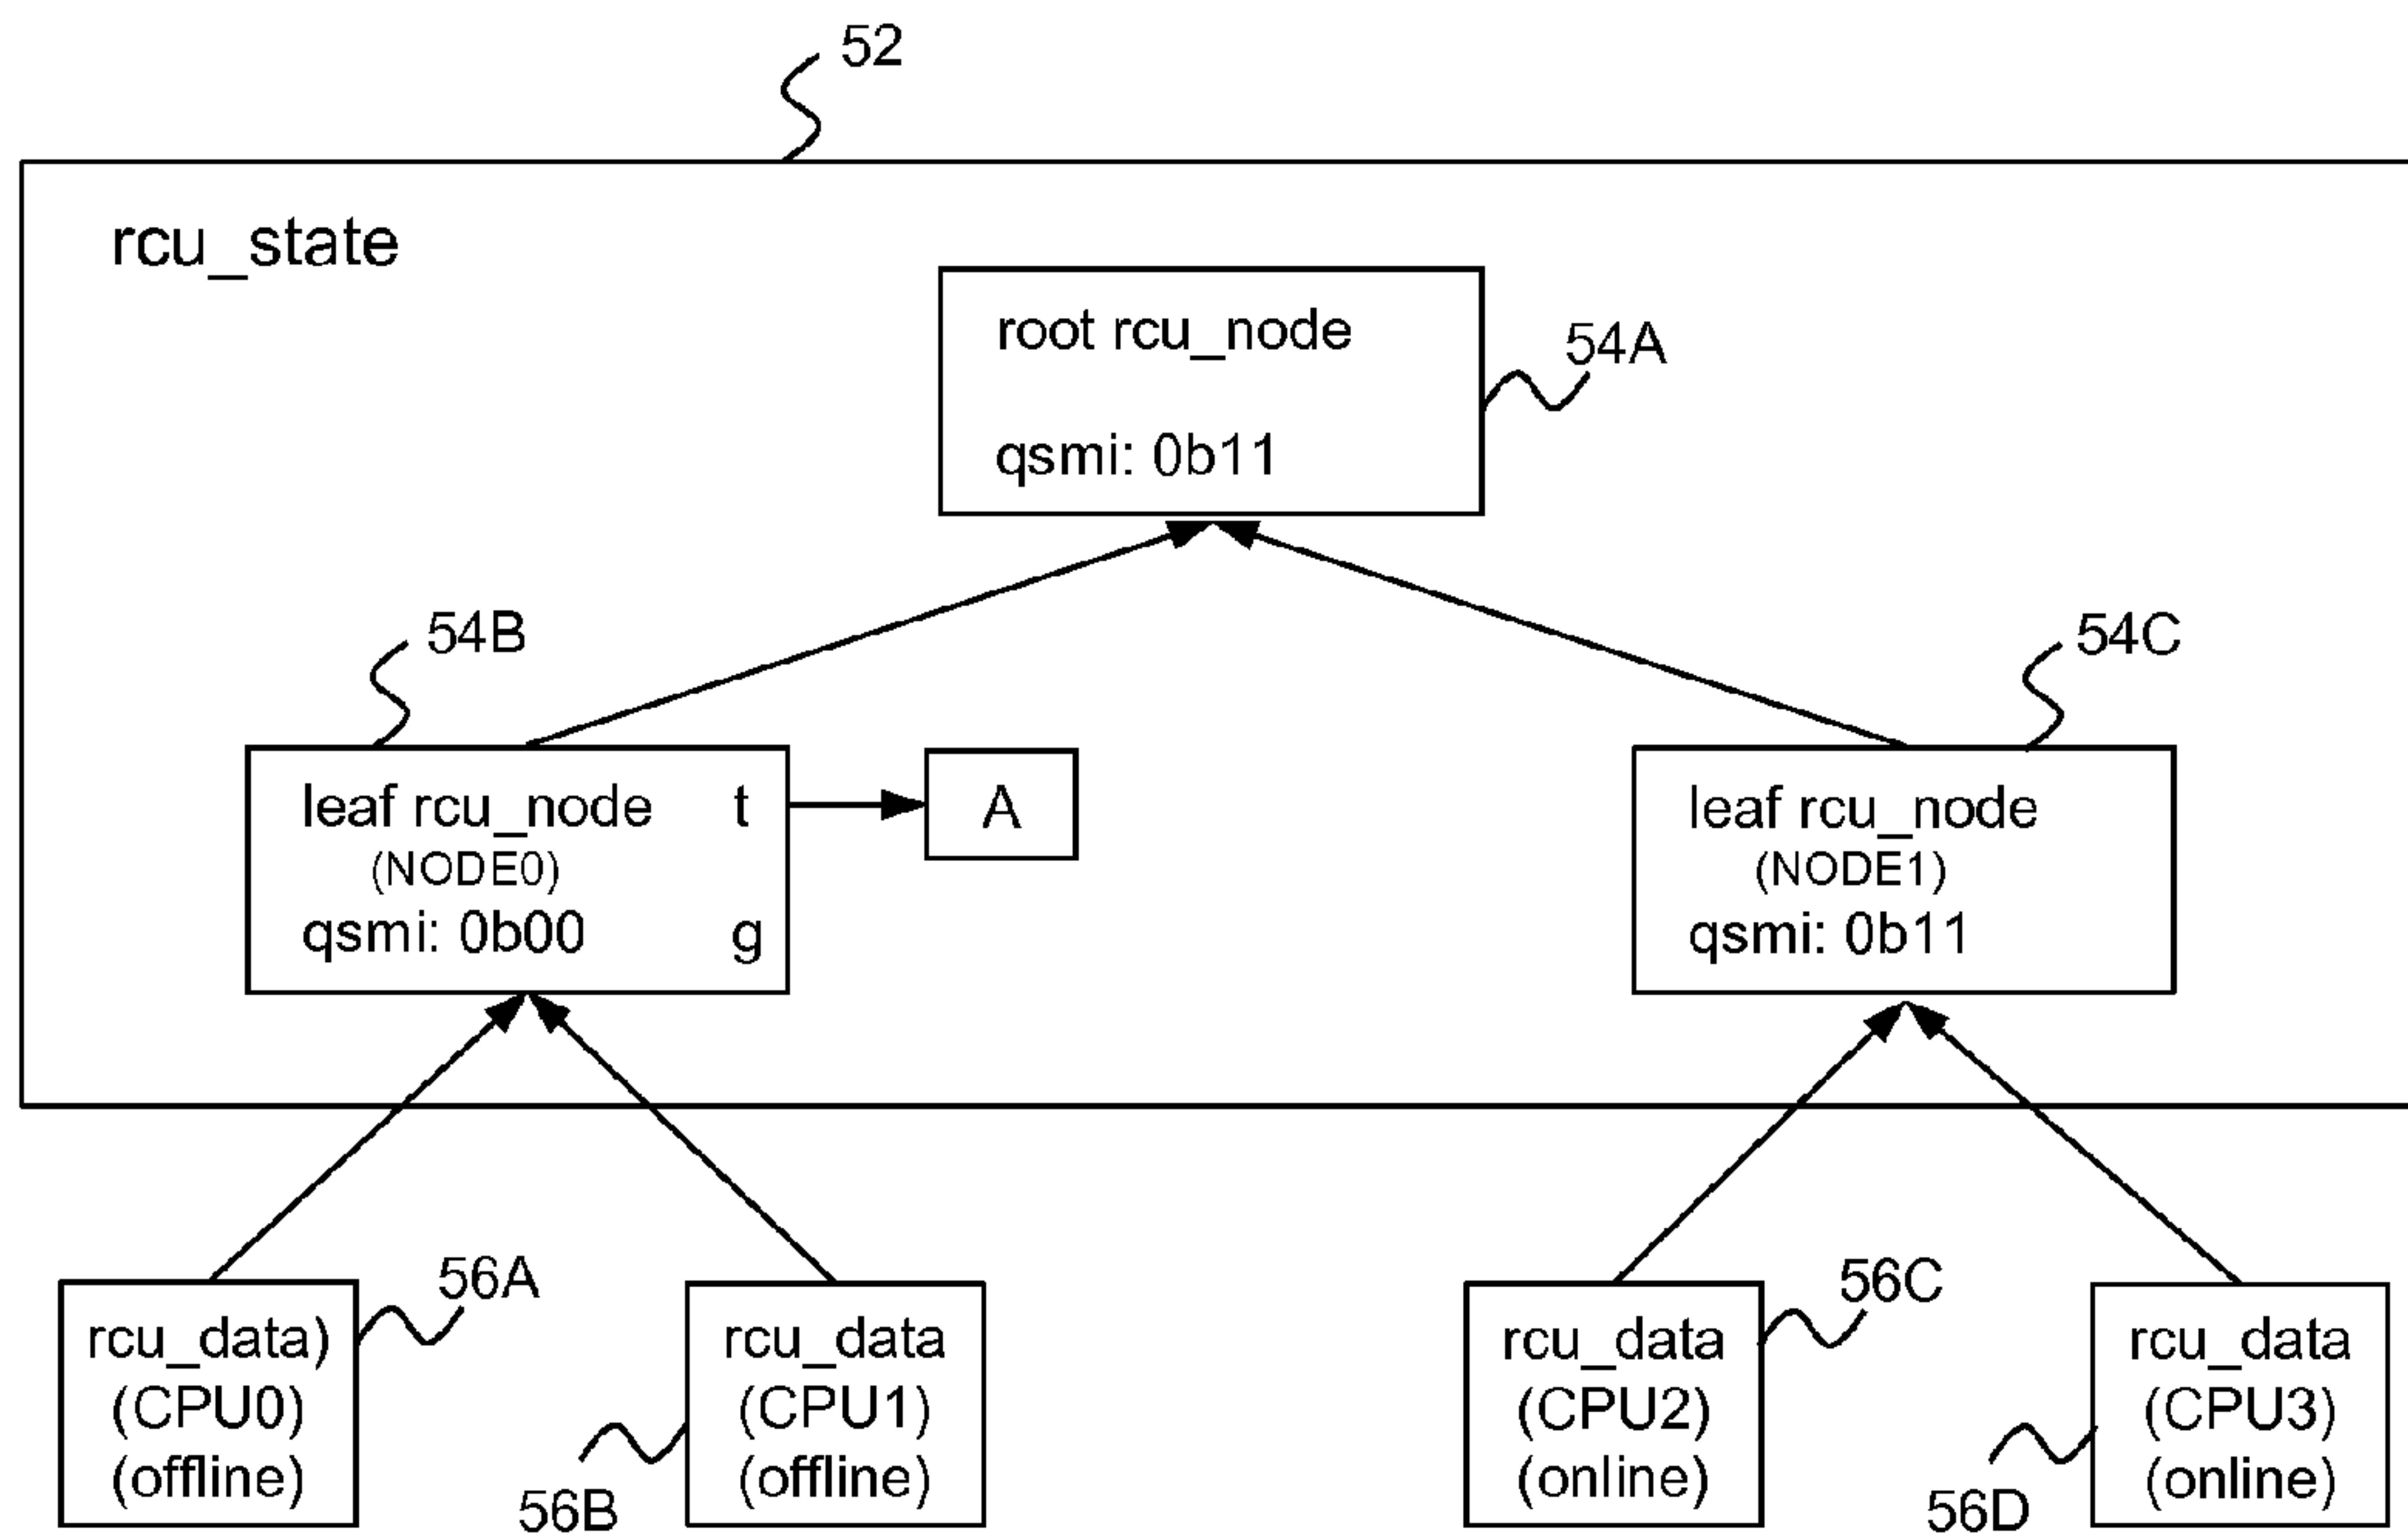 52
rcu_state
root rcu_node
54A
qsmi: 0b11
54B
54C
leaf rcu_node t
(NODE0)
qsmi: 0b00 g
A
leaf rcu_node
(NODE1)
qsmi: 0b11
56A
rcu_data)
(CPU0)
(offline)
56B
rcu_data
(CPU1)
(offline)
56C
rcu_data
(CPU2)
(online)
56D
rcu_data
(CPU3)
(online)